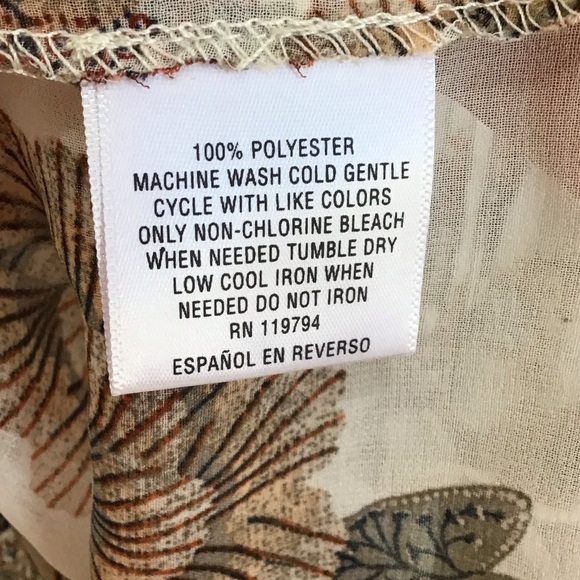 100% POLYESTER
MACHINE WASH COLD GENTLE
CYCLE WITH LIKE COLORS
ONLY NON-CHLORINE BLEACH
WHEN NEEDED TUMBLE DRY
LOW COOL IRON WHEN
NEEDED DO NOT IRON
RN 119794
ESPAÑOL EN REVERSO